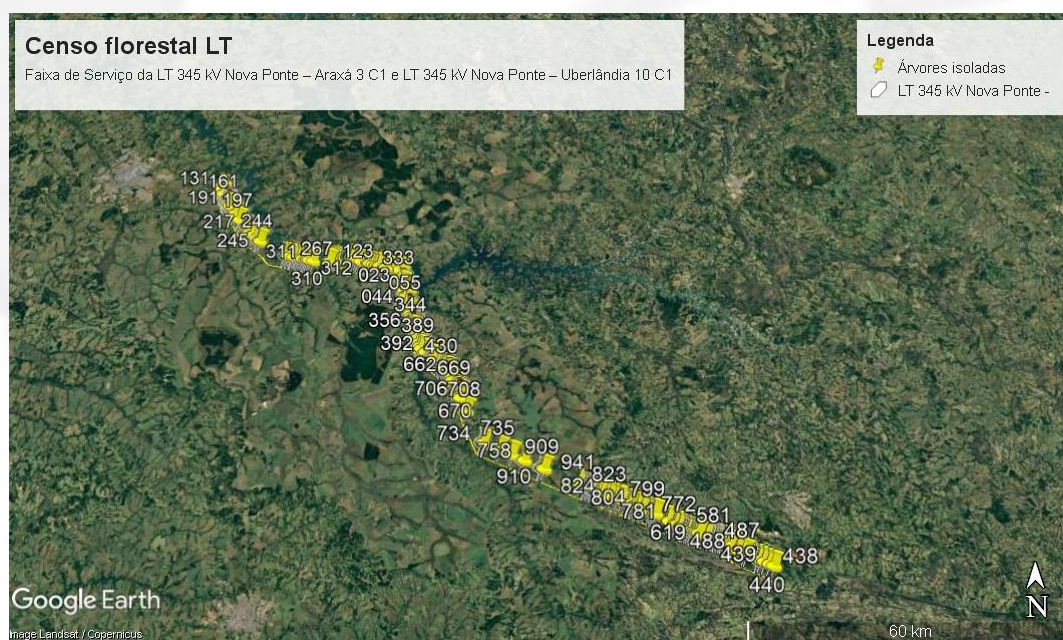 Censo florestal LT
Faixa de Serviço da LT 345 kV Nova Ponte – Araxá 3 C1 e LT 345 kV Nova Ponte – Uberlândia 10 C1
Legenda
Árvores isoladas
LT 345 kV Nova Ponte -
131 161
191 197
217 244
245
311 267 123 333
310 312 023 055
044 344
356 389
392 430
662 669
706 708
670
734 735
758 909
910 941 823
824 804 799
781 772 581
619 488 487
439 438
440
Google Earth
Image Landsat / Copernicus
N
60 km